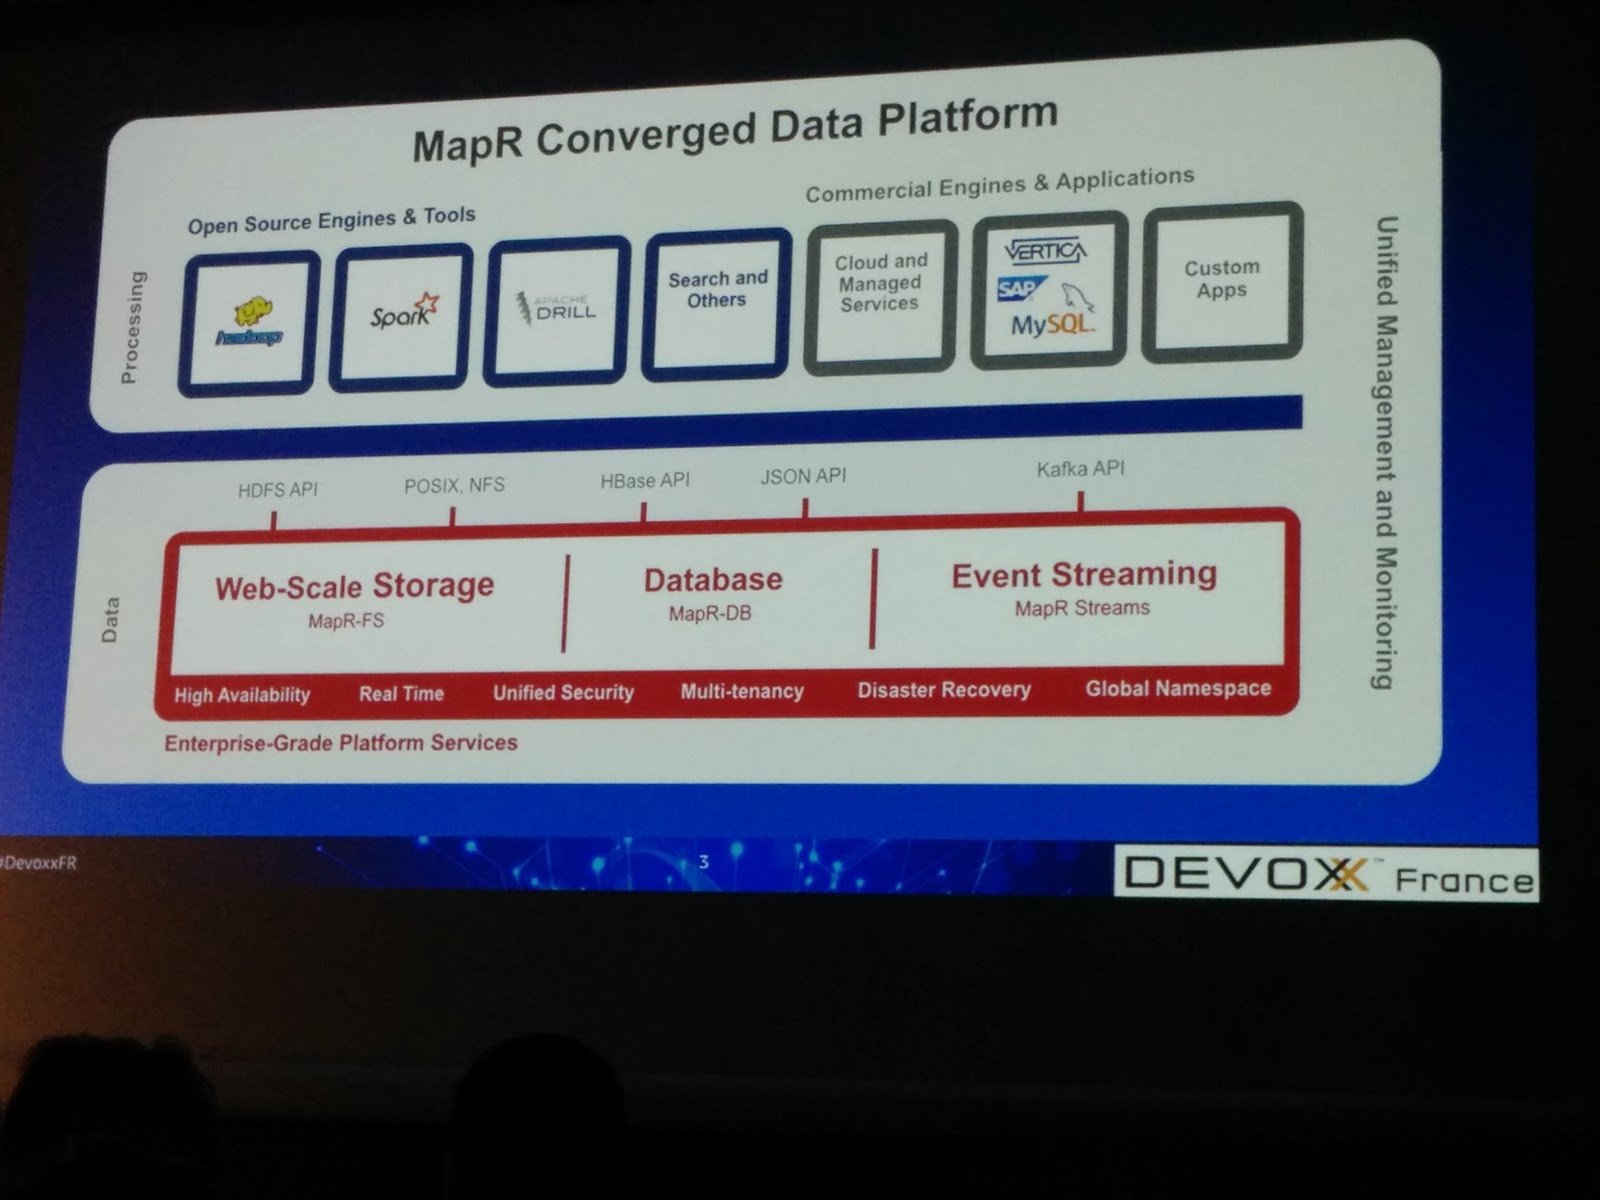 MapR Converged Data Platform
Open Source Engines & Tools
Commercial Engines & Applications
Processing
hadoop
Spark
APACHE
DRILL
Search and
Others
Cloud and
Managed
Services
VERTICA
SAP
MySQL
Custom
Apps
Unified Management and Monitoring
HDFS API
POSIX, NFS
HBase API
JSON API
Kafka API
Data
Web-Scale Storage
MapR-FS
Database
MapR-DB
Event Streaming
MapR Streams
High Availability
Real Time
Unified Security
Multi-tenancy
Disaster Recovery
Global Namespace
Enterprise-Grade Platform Services
#DevoxxFR
3
DEVOXX™ France